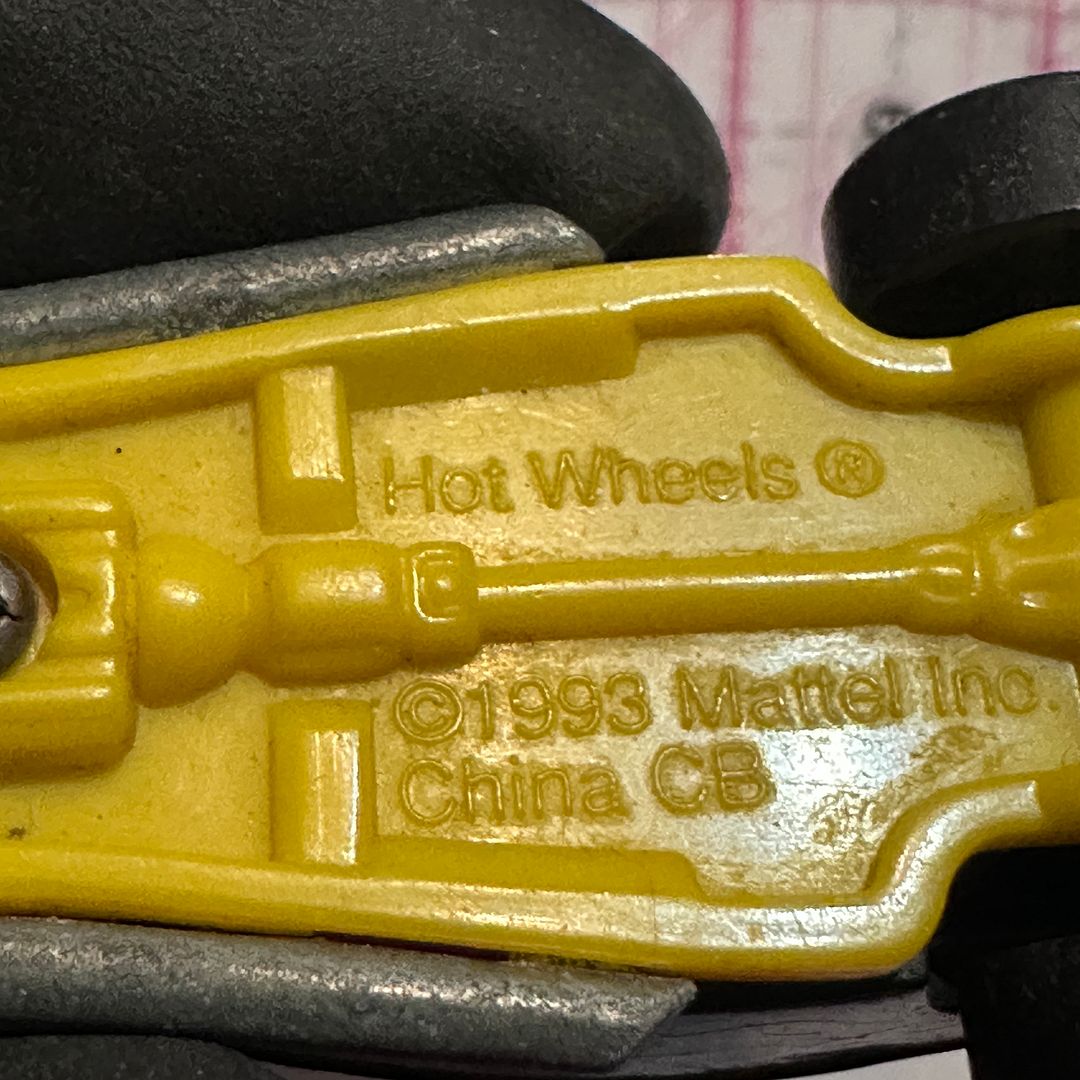 Hot Wheels ®
©1993 Mattel Inc.
China CB